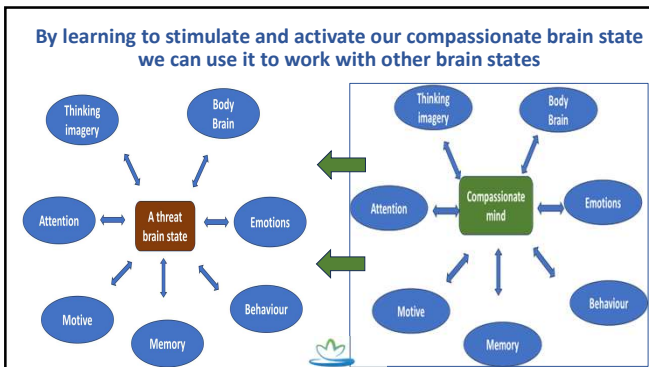 By learning to stimulate and activate our compassionate brain state
we can use it to work with other brain states
Thinking
imagery
Body
Brain
Attention
A threat
brain state
Emotions
Motive
Memory
Behaviour
Thinking
imagery
Body
Brain
Attention
Compassionate
mind
Emotions
Motive
Memory
Behaviour